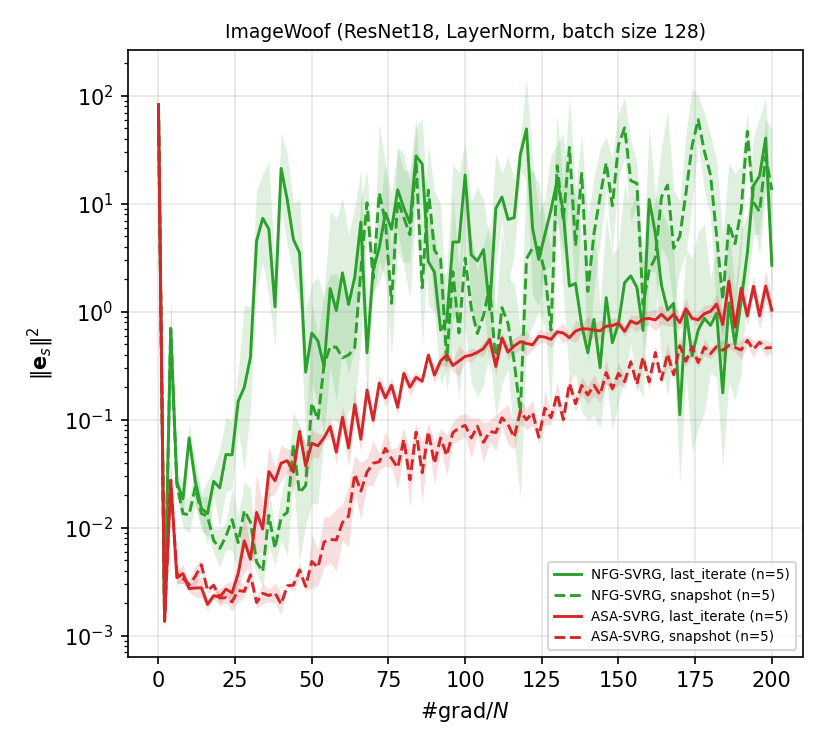 ImageWoof (ResNet18, LayerNorm, batch size 128)
‖e_s‖²
10²
10¹
10⁰
10⁻¹
10⁻²
10⁻³
0 25 50 75 100 125 150 175 200
#grad/N
NFG-SVRG, last_iterate (n=5)
NFG-SVRG, snapshot (n=5)
ASA-SVRG, last_iterate (n=5)
ASA-SVRG, snapshot (n=5)